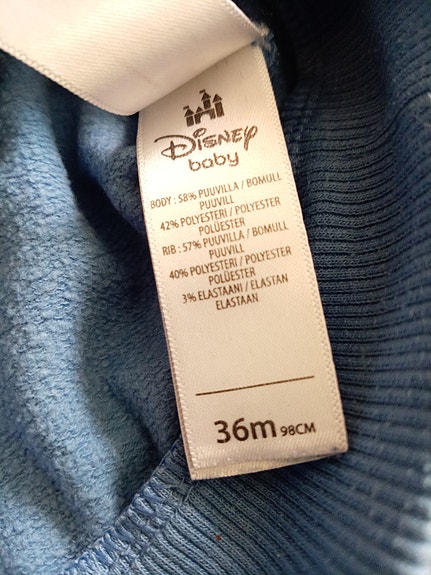 Disney
baby
BODY : 58% PUUVILLA / BOMULL
PUUVILL
42% POLYESTERI / POLYESTER
POLÜESTER
RIB : 57% PUUVILLA / BOMULL
PUUVILL
40% POLYESTERI / POLYESTER
POLÜESTER
3% ELASTAANI / ELASTAN
ELASTAAN
36m 98CM